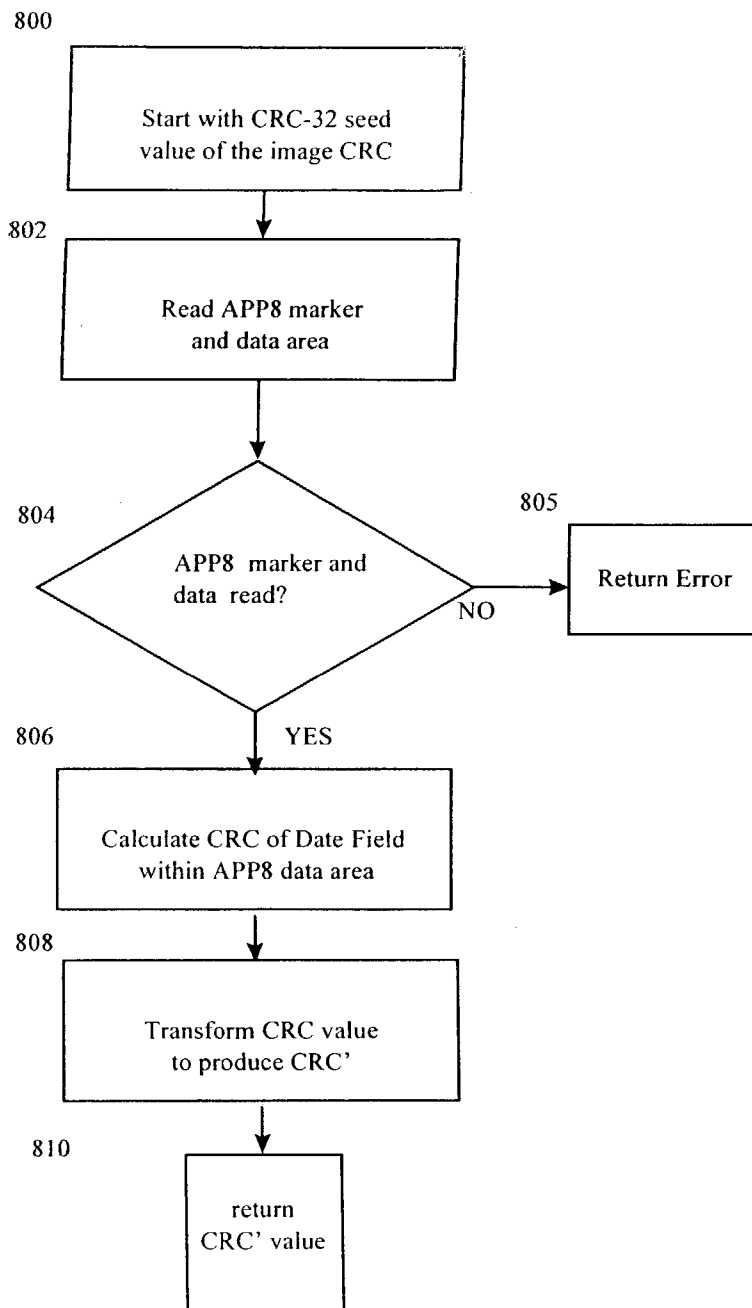 800
Start with CRC-32 seed
value of the image CRC
802
Read APP8 marker
and data area
804
APP8 marker and
data read?
NO
805
Return Error
YES
806
Calculate CRC of Date Field
within APP8 data area
808
Transform CRC value
to produce CRC'
810
return
CRC' value